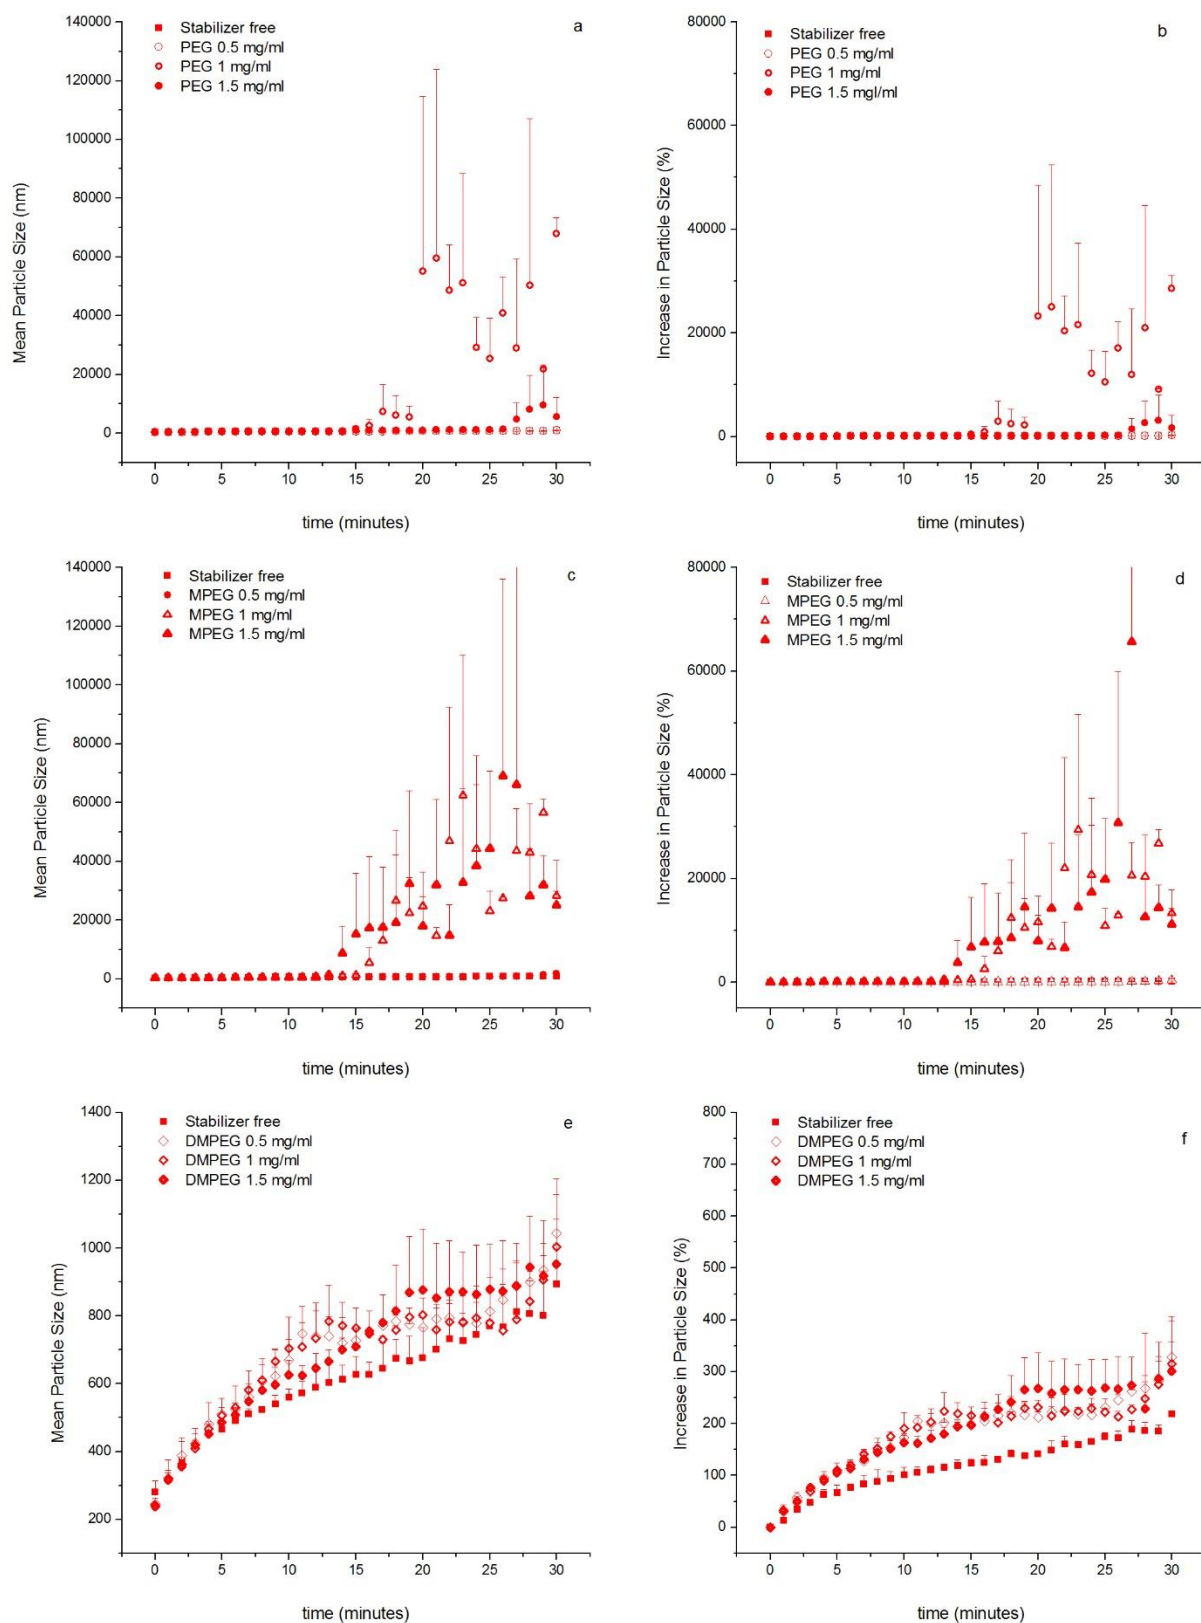 a
Stabilizer free
PEG 0.5 mg/ml
PEG 1 mg/ml
PEG 1.5 mg/ml
Mean Particle Size (nm)
140000
120000
100000
80000
60000
40000
20000
0
0 5 10 15 20 25 30
time (minutes)
b
Stabilizer free
PEG 0.5 mg/ml
PEG 1 mg/ml
PEG 1.5 mgl/ml
Increase in Particle Size (%)
80000
60000
40000
20000
0
0 5 10 15 20 25 30
time (minutes)
c
Stabilizer free
MPEG 0.5 mg/ml
MPEG 1 mg/ml
MPEG 1.5 mg/ml
Mean Particle Size (nm)
140000
120000
100000
80000
60000
40000
20000
0
0 5 10 15 20 25 30
time (minutes)
d
Stabilizer free
MPEG 0.5 mg/ml
MPEG 1 mg/ml
MPEG 1.5 mg/ml
Increase in Particle Size (%)
80000
60000
40000
20000
0
0 5 10 15 20 25 30
time (minutes)
e
Stabilizer free
DMPEG 0.5 mg/ml
DMPEG 1 mg/ml
DMPEG 1.5 mg/ml
Mean Particle Size (nm)
1400
1200
1000
800
600
400
200
0 5 10 15 20 25 30
time (minutes)
f
Stabilizer free
DMPEG 0.5 mg/ml
DMPEG 1 mg/ml
DMPEG 1.5 mg/ml
Increase in Particle Size (%)
800
700
600
500
400
300
200
100
0
0 5 10 15 20 25 30
time (minutes)